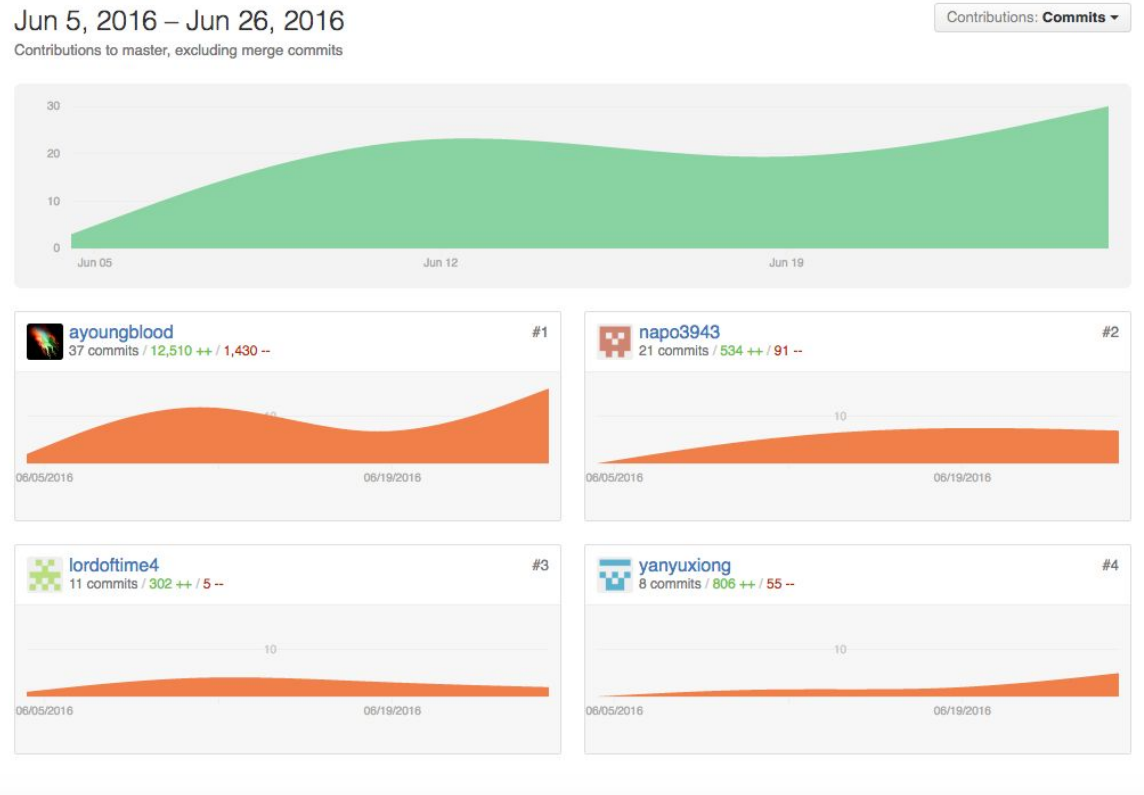 Jun 5, 2016 – Jun 26, 2016
Contributions: Commits
Contributions to master, excluding merge commits
30
20
10
0
Jun 05 Jun 12 Jun 19
ayoungblood #1
37 commits / 12,510 ++ / 1,430 --
10
06/05/2016 06/19/2016
napo3943 #2
21 commits / 534 ++ / 91 --
10
06/05/2016 06/19/2016
lordoftime4 #3
11 commits / 302 ++ / 5 --
10
06/05/2016 06/19/2016
yanyuxiong #4
8 commits / 806 ++ / 55 --
10
06/05/2016 06/19/2016